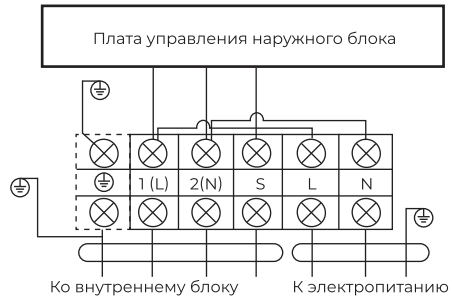 Плата управления наружного блока
1 (L) 2(N) S L N
Ко внутреннему блоку К электропитанию